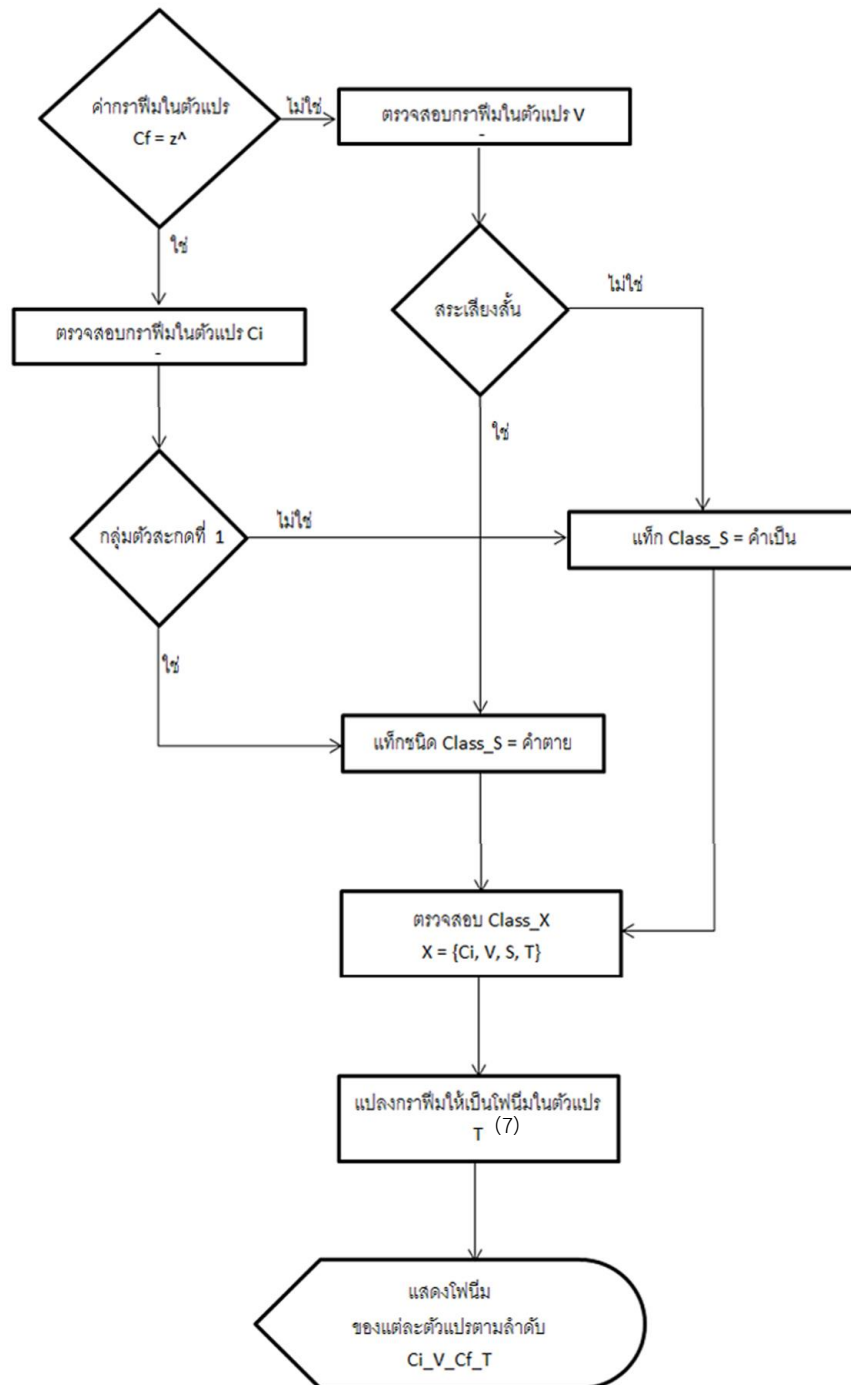 ค่ากราฟีมในตัวแปร
Cf = z^
ไม่ใช่
ตรวจสอบกราฟีมในตัวแปร V
-
ใช่
ตรวจสอบกราฟีมในตัวแปร Ci
-
สระเสียงสั้น
ไม่ใช่
ใช่
กลุ่มตัวสะกดที่ 1
ไม่ใช่
แท็ก Class_S = คำเป็น
ใช่
แท็กชนิด Class_S = คำตาย
ตรวจสอบ Class_X
X = {Ci, V, S, T}
แปลงกราฟีมให้เป็นโฟนีมในตัวแปร
T (7)
แสดงโฟนีม
ของแต่ละตัวแปรตามลำดับ
Ci_V_Cf_T